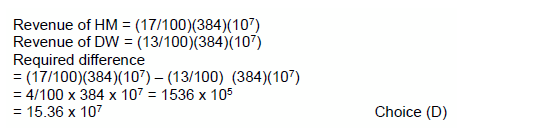 Revenue of HM = (17/100)(384)(10⁷)
Revenue of DW = (13/100)(384)(10⁷)
Required difference
= (17/100)(384)(10⁷) – (13/100) (384)(10⁷)
= 4/100 x 384 x 10⁷ = 1536 x 10⁵
= 15.36 x 10⁷ Choice (D)